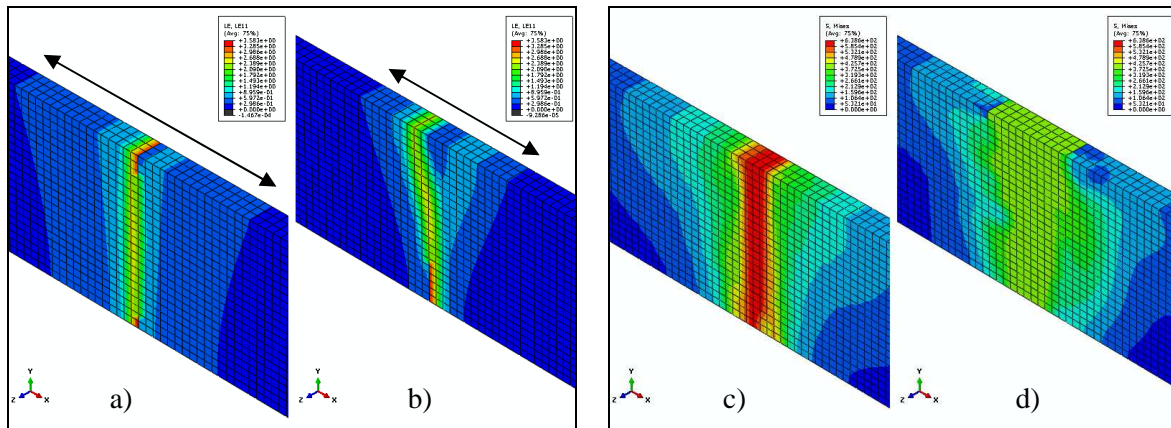 LE, LE11
(Avg: 75%)
+3.583e+00
+3.285e+00
+2.986e+00
+2.688e+00
+2.389e+00
+2.090e+00
+1.792e+00
+1.493e+00
+1.194e+00
+8.959e-01
+5.972e-01
+2.986e-01
+0.000e+00
-1.467e-04
LE, LE11
(Avg: 75%)
+3.583e+00
+3.285e+00
+2.986e+00
+2.688e+00
+2.389e+00
+2.090e+00
+1.792e+00
+1.493e+00
+1.194e+00
+8.959e-01
+5.972e-01
+2.986e-01
+0.000e+00
-9.286e-05
S, Mises
(Avg: 75%)
+6.386e+02
+5.854e+02
+5.321e+02
+4.789e+02
+4.257e+02
+3.725e+02
+3.193e+02
+2.661e+02
+2.129e+02
+1.596e+02
+1.064e+02
+5.321e+01
+0.000e+00
S, Mises
(Avg: 75%)
+6.386e+02
+5.854e+02
+5.321e+02
+4.789e+02
+4.257e+02
+3.725e+02
+3.193e+02
+2.661e+02
+2.129e+02
+1.596e+02
+1.064e+02
+5.321e+01
+0.000e+00
Y
Z
X
a)
Y
Z
X
b)
Y
Z
X
c)
Y
Z
X
d)